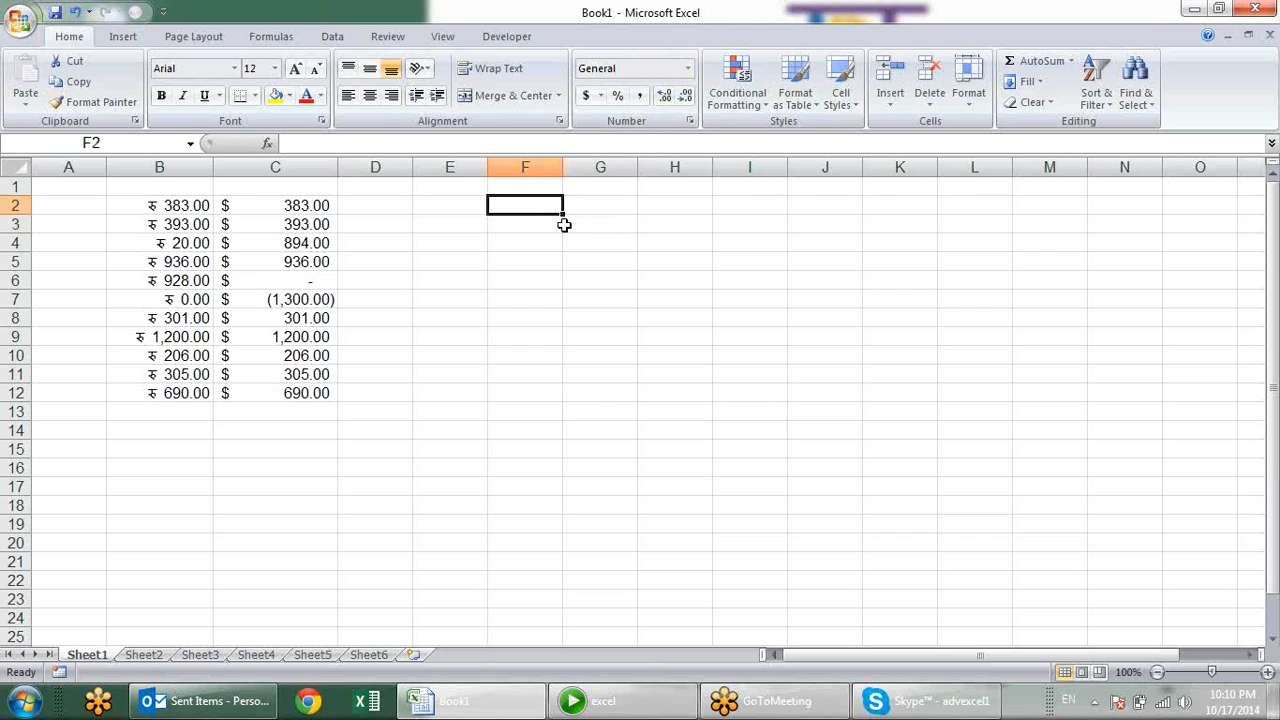 Book1 - Microsoft Excel
Home Insert Page Layout Formulas Data Review View Developer
Cut
Copy
Format Painter
Paste
Clipboard
Arial 12
B I U
Font
Wrap Text
Merge & Center
Alignment
General
$ % ,
Number
Conditional Formatting
Format as Table
Cell Styles
Styles
Insert Delete Format
Cells
Σ AutoSum
Fill
Clear
Sort & Filter
Find & Select
Editing
F2 fx
A B C D E F G H I J K L M N O
1
2 रु 383.00 $ 383.00
3 रु 393.00 $ 393.00
4 रु 20.00 $ 894.00
5 रु 936.00 $ 936.00
6 रु 928.00 $ -
7 रु 0.00 $ (1,300.00)
8 रु 301.00 $ 301.00
9 रु 1,200.00 $ 1,200.00
10 रु 206.00 $ 206.00
11 रु 305.00 $ 305.00
12 रु 690.00 $ 690.00
13
14
15
16
17
18
19
20
21
22
23
24
25
Sheet1 Sheet2 Sheet3 Sheet4 Sheet5 Sheet6
Ready 100%
Sent Items - Perso... Book1 excel GoToMeeting Skype™ - advexcel1 EN 10:10 PM
10/17/2014